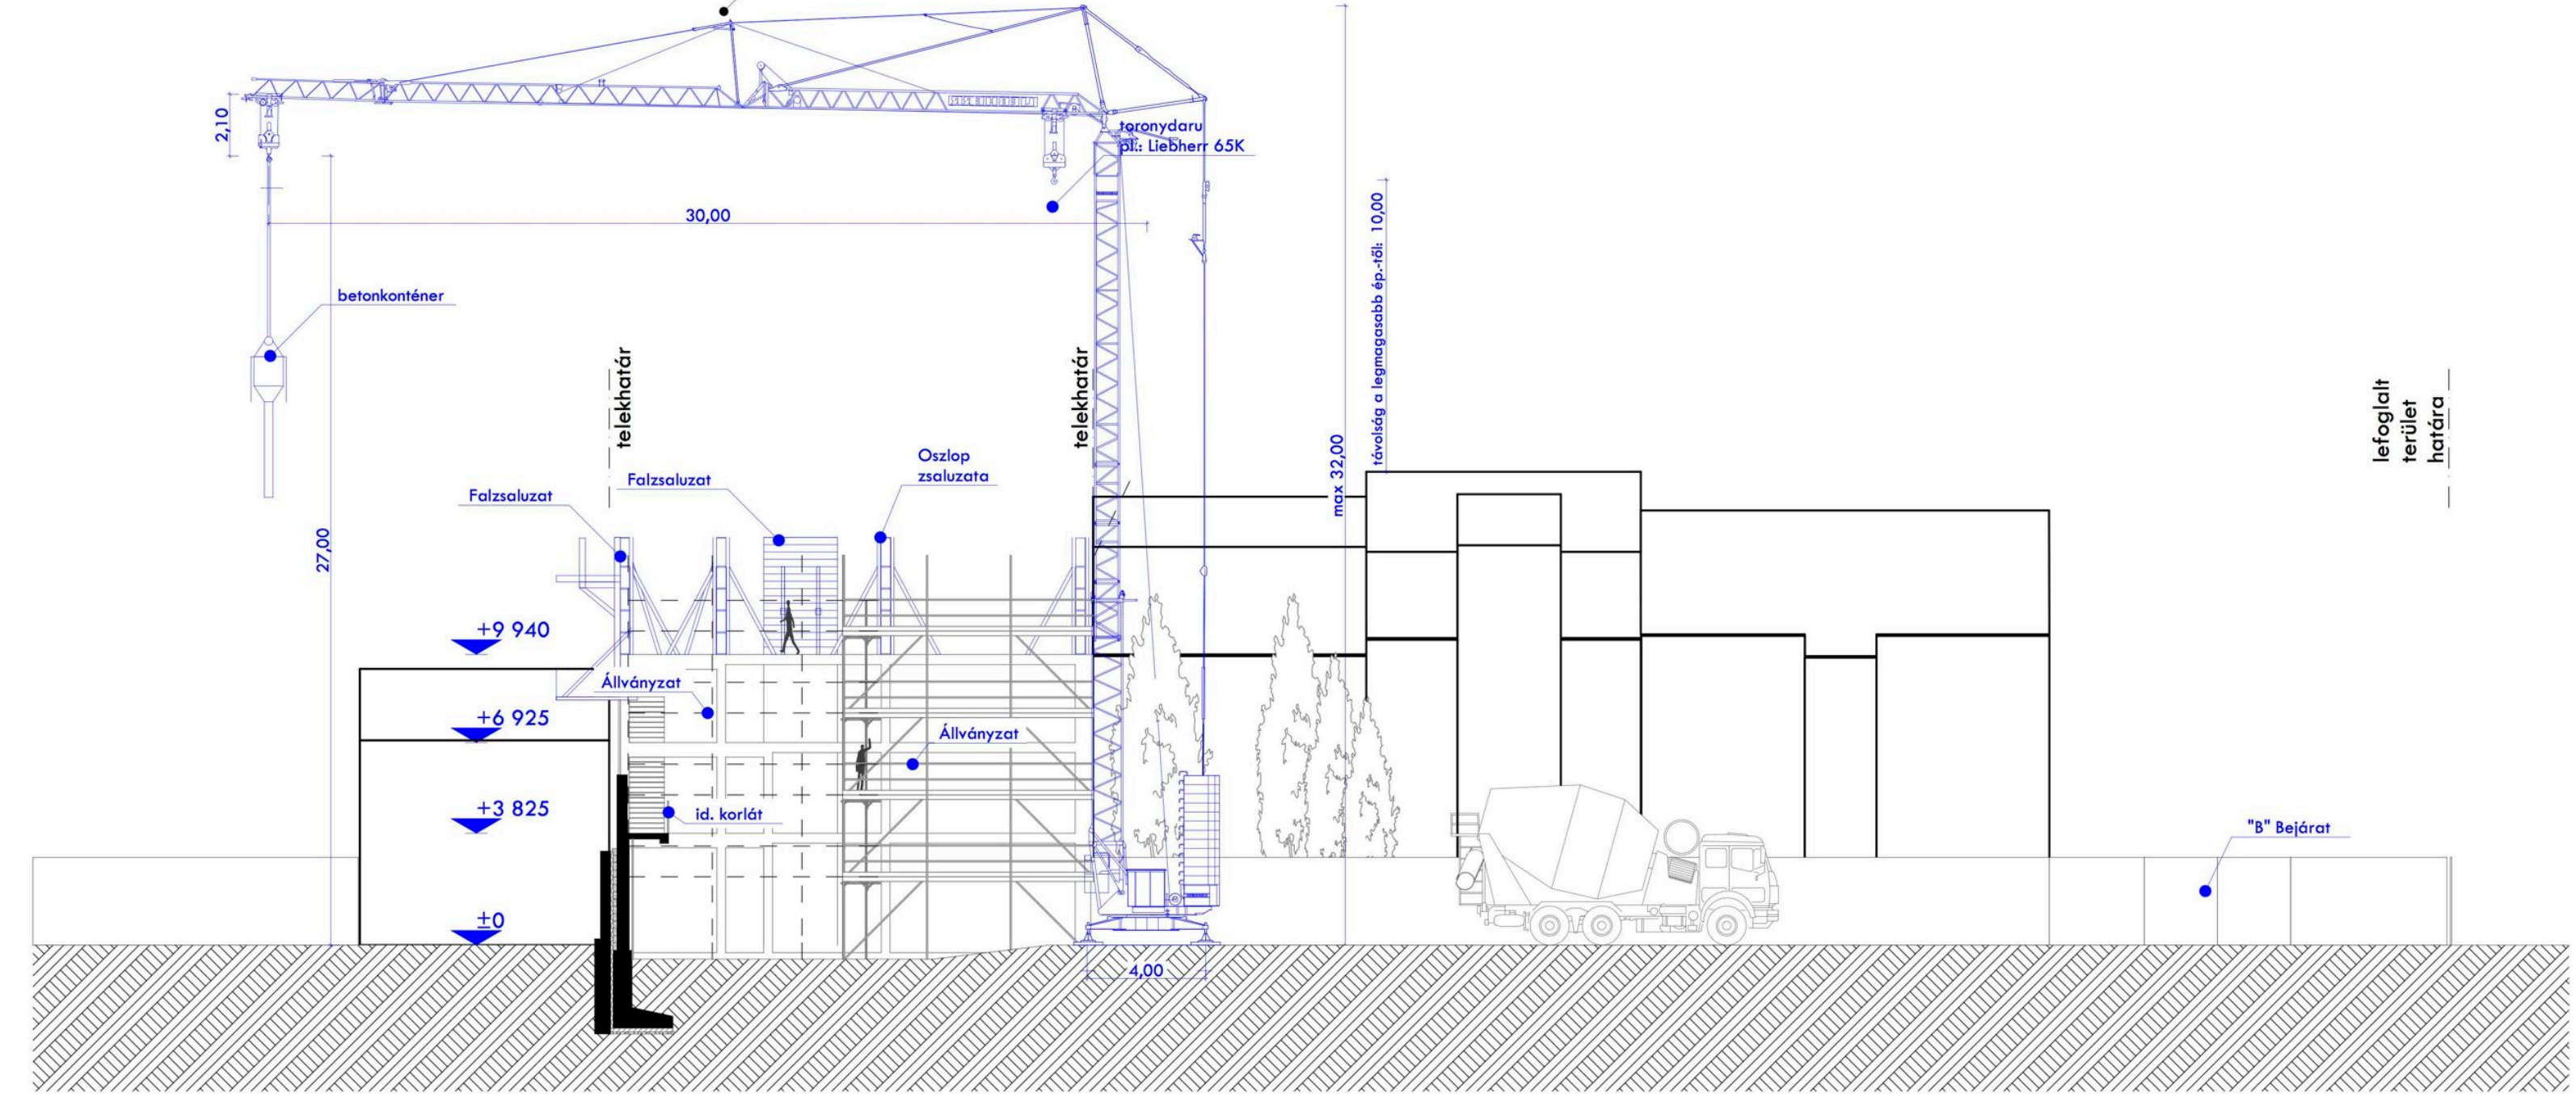 2,10
toronydaru
pl.: Liebherr 65K
30,00
távolság a legmagasabb ép.-től: 10,00
betonkonténer
telekhatár
telekhatár
max 32,00
lefoglalt
terület
határa
Falzsaluzat
Falzsaluzat
Oszlop
zsaluzata
27,00
+9 940
Állványzat
+6 925
Állványzat
+3 825
id. korlát
"B" Bejárat
±0
4,00